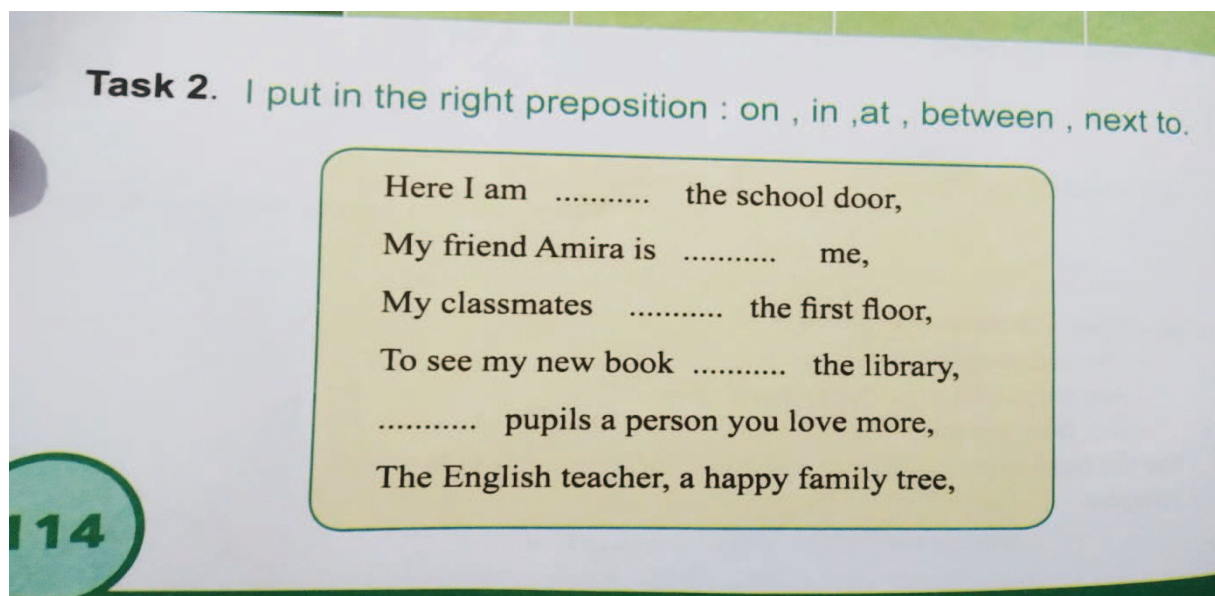 Task 2. I put in the right preposition : on , in ,at , between , next to.
Here I am ........... the school door,
My friend Amira is ........... me,
My classmates ........... the first floor,
To see my new book ........... the library,
........... pupils a person you love more,
The English teacher, a happy family tree,
114